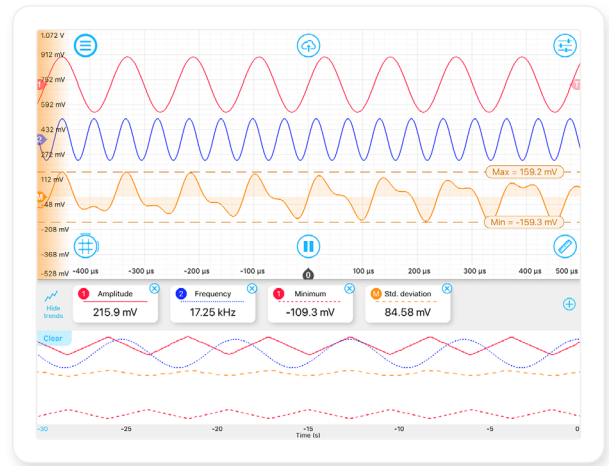 1.072 V
912 mV
752 mV
592 mV
432 mV
272 mV
112 mV
-48 mV
-208 mV
-368 mV
-528 mV
1
2
M
1
Max = 159.2 mV
Min = -159.3 mV
-400 µs -300 µs -200 µs -100 µs 0 100 µs 200 µs 300 µs 400 µs 500 µs
Hide
trends
1 Amplitude
215.9 mV
2 Frequency
17.25 kHz
1 Minimum
-109.3 mV
M Std. deviation
84.58 mV
Clear
-30 -25 -20 -15 -10 -5 0
Time (s)